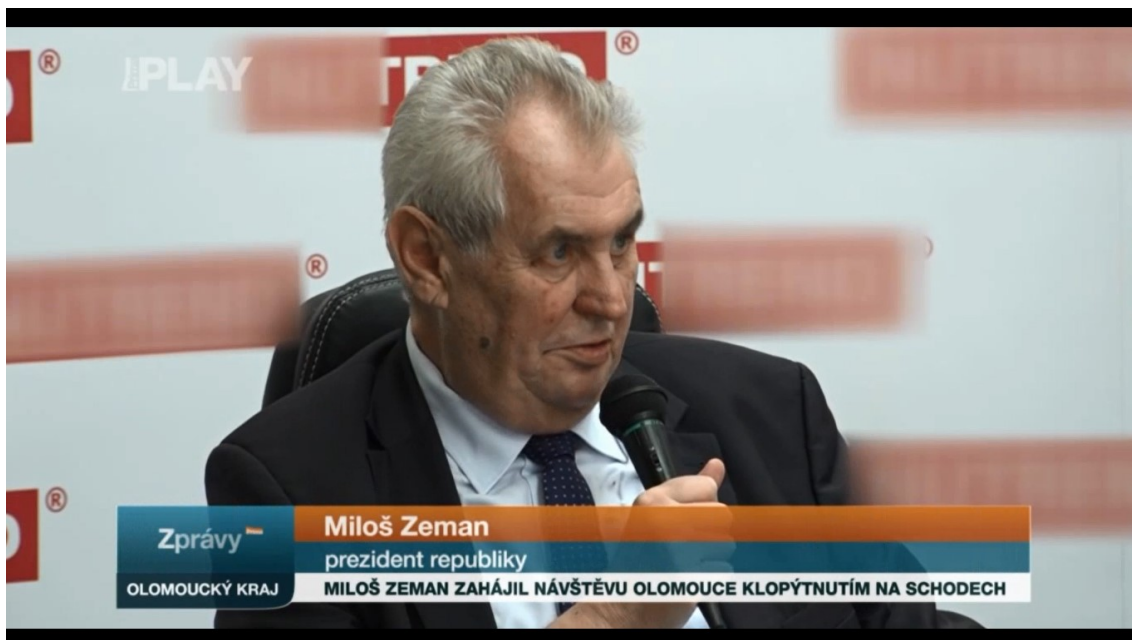 PLAY
®
®
®
®
Zprávy
Miloš Zeman
prezident republiky
OLOMOUCKÝ KRAJ
MILOŠ ZEMAN ZAHÁJIL NÁVŠTĚVU OLOMOUCE KLOPÝTNUTÍM NA SCHODECH